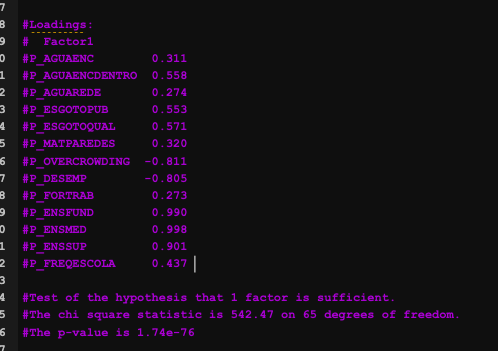 7
8 #Loadings:
9 #  Factor1
0 #P_AGUAENC 0.311
1 #P_AGUAENCDENTRO 0.558
2 #P_AGUAREDE 0.274
3 #P_ESGOTOPUB 0.553
4 #P_ESGOTOQUAL 0.571
5 #P_MATPAREDES 0.320
6 #P_OVERCROWDING -0.811
7 #P_DESEMP -0.805
8 #P_FORTRAB 0.273
9 #P_ENSFUND 0.990
0 #P_ENSMED 0.998
1 #P_ENSSUP 0.901
2 #P_FREQESCOLA 0.437
3
4 #Test of the hypothesis that 1 factor is sufficient.
5 #The chi square statistic is 542.47 on 65 degrees of freedom.
6 #The p-value is 1.74e-76
7